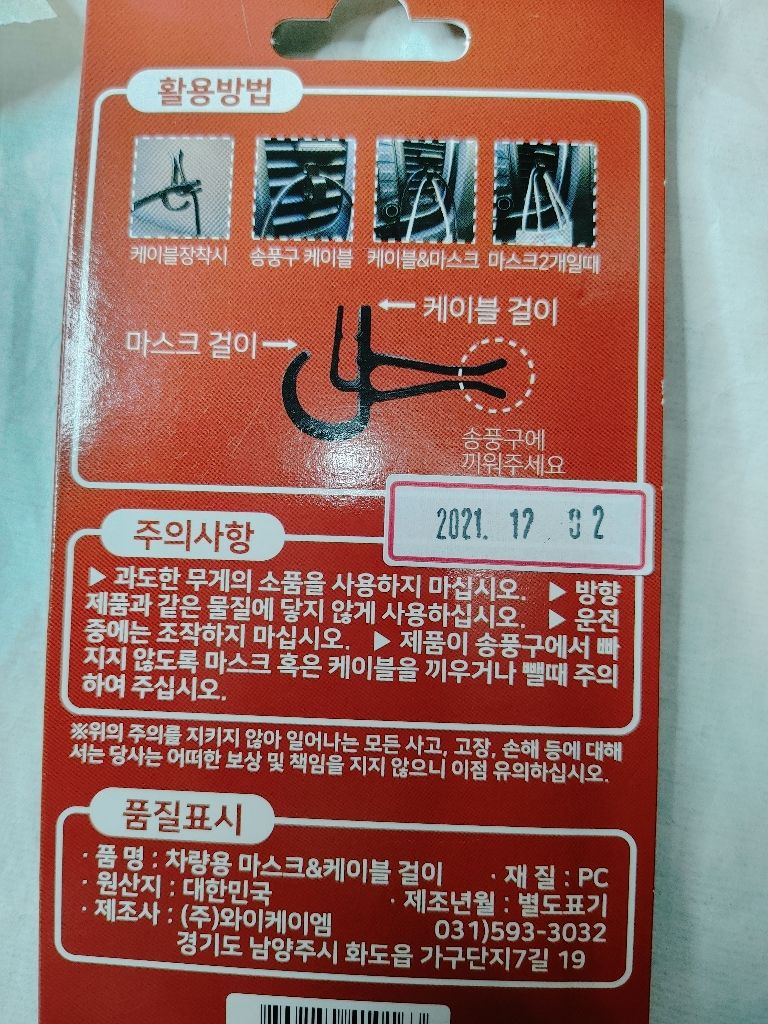 활용방법
케이블장착시 송풍구 케이블 케이블&마스크 마스크2개일때
케이블 걸이
마스크 걸이
송풍구에
끼워주세요
2021. 12 02
주의사항
▶ 과도한 무게의 소품을 사용하지 마십시오. ▶ 방향
제품과 같은 물질에 닿지 않게 사용하십시오. ▶ 운전
중에는 조작하지 마십시오. ▶ 제품이 송풍구에서 빠
지지 않도록 마스크 혹은 케이블을 끼우거나 뺄때 주의
하여 주십시오.
※위의 주의를 지키지 않아 일어나는 모든 사고, 고장, 손해 등에 대해
서는 당사는 어떠한 보상 및 책임을 지지 않으니 이점 유의하십시오.
품질표시
· 품 명 : 차량용 마스크&케이블 걸이 · 재 질 : PC
· 원산지 : 대한민국 · 제조년월 : 별도표기
· 제조사 : (주)와이케이엠 031)593-3032
경기도 남양주시 화도읍 가구단지7길 19